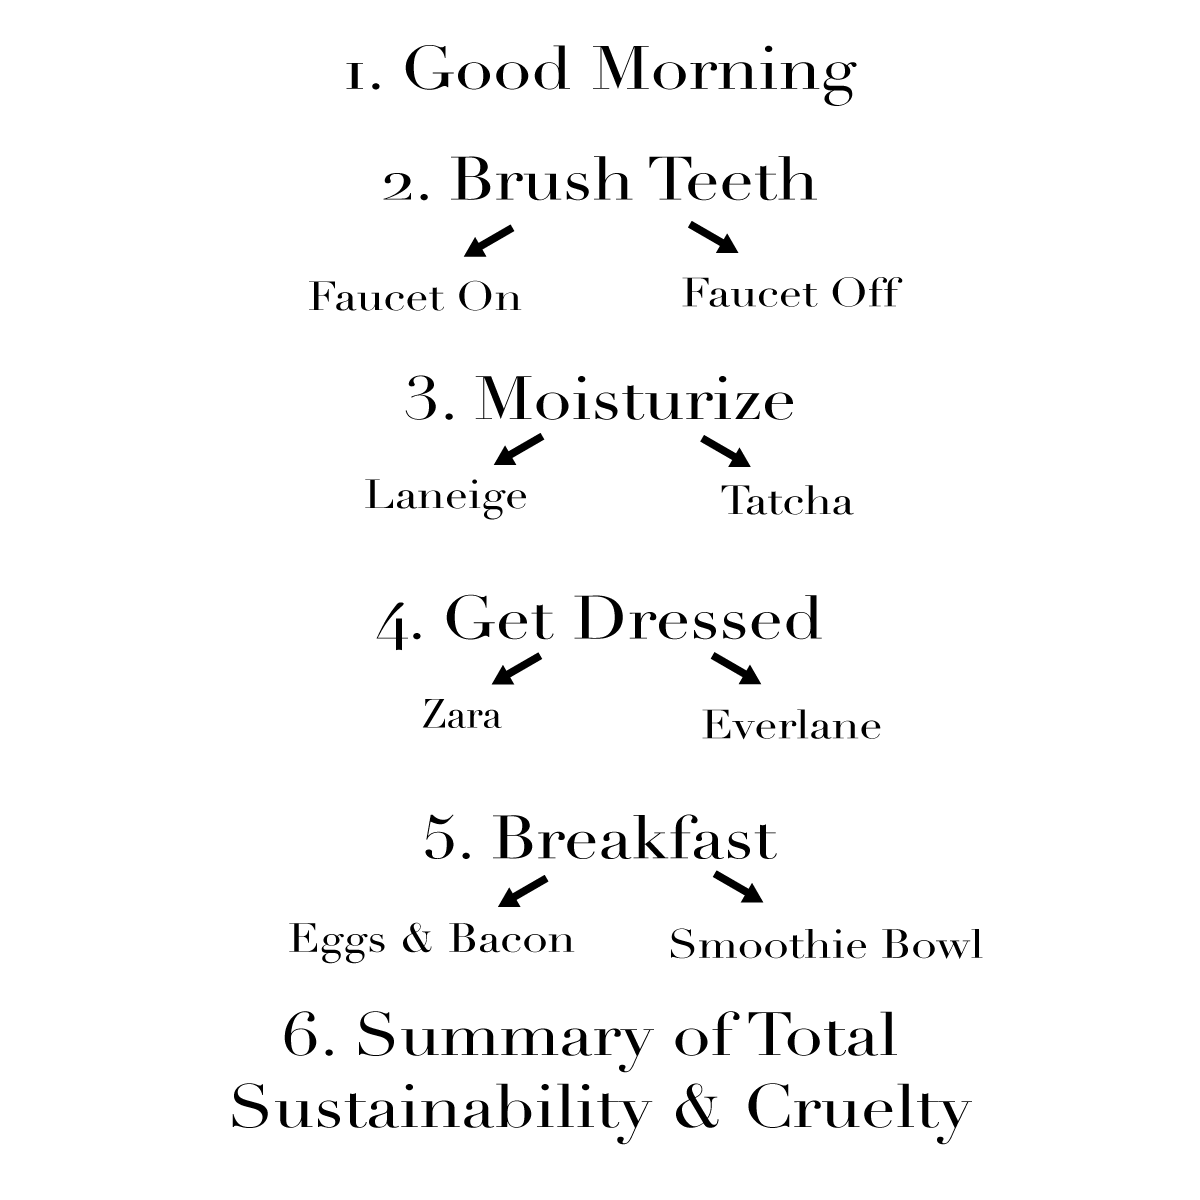 1. Good Morning
2. Brush Teeth
Faucet On
Faucet Off
3. Moisturize
Laneige
Tatcha
4. Get Dressed
Zara
Everlane
5. Breakfast
Eggs & Bacon
Smoothie Bowl
6. Summary of Total
Sustainability & Cruelty